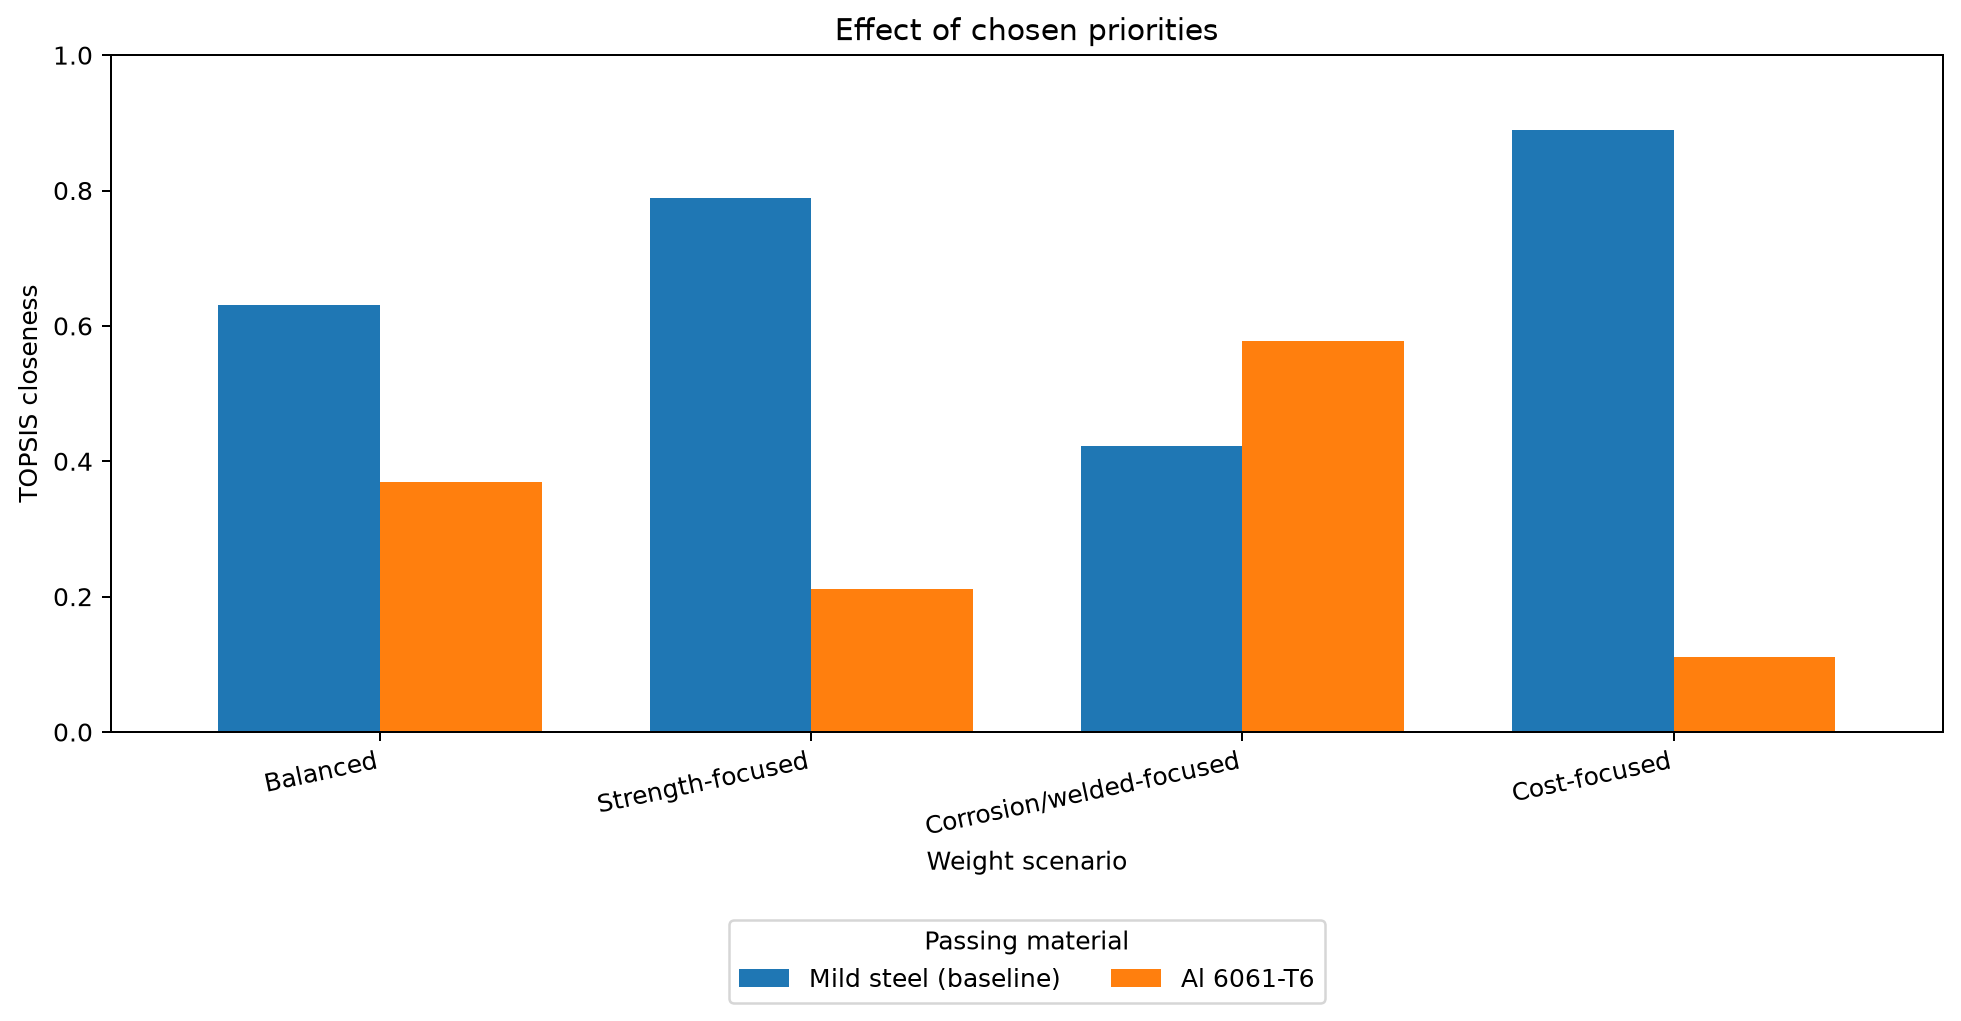 Effect of chosen priorities
TOPSIS closeness
1.0
0.8
0.6
0.4
0.2
0.0
Balanced
Strength-focused
Corrosion/welded-focused
Cost-focused
Weight scenario
Passing material
Mild steel (baseline)
Al 6061-T6